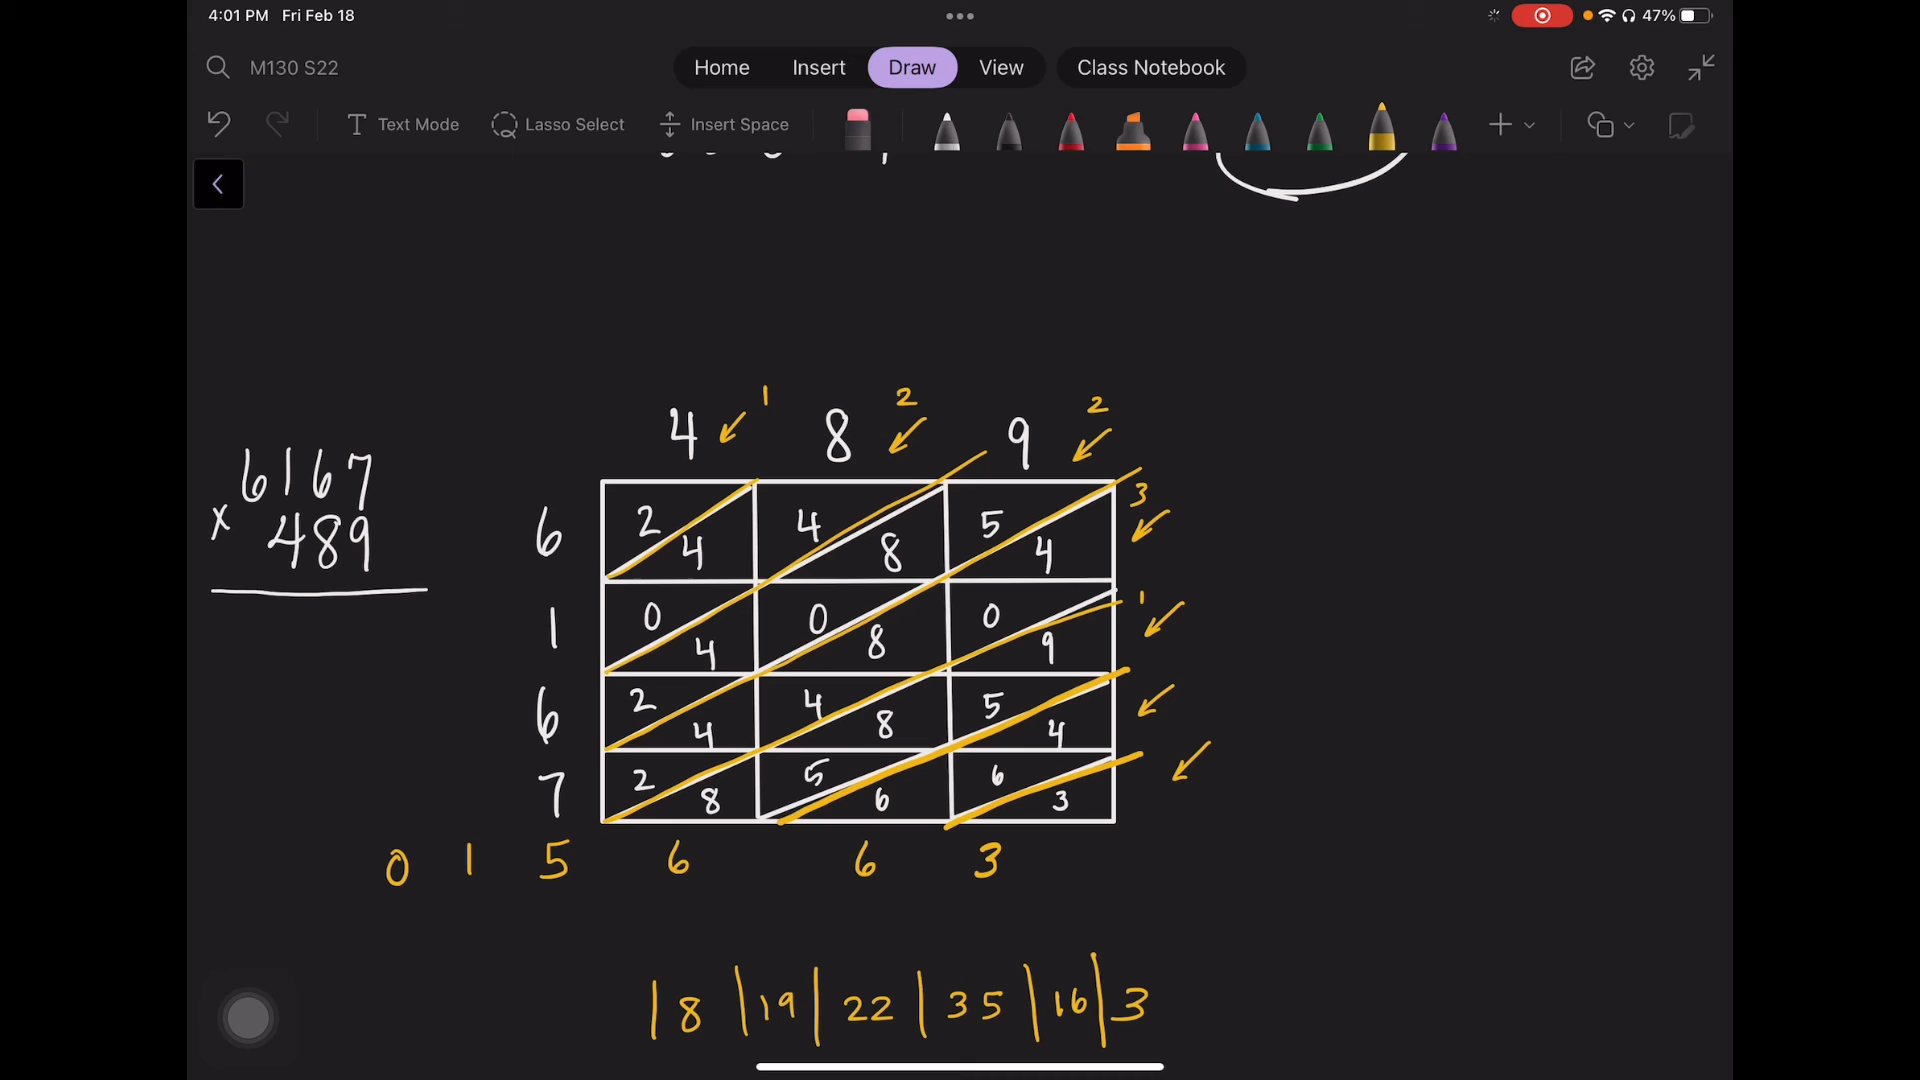 4:01 PM Fri Feb 18 47%
M130 S22 Home Insert Draw View Class Notebook
Text Mode Lasso Select Insert Space
1 2 2
4 8 9
6167
× 489
6 2 4 4 8 5 4 3
1 0 4 0 8 0 9 1
6 2 4 4 8 5 4
7 2 8 5 6 6 3
0 1 5 6 6 3
| 8 | 19 | 22 | 35 | 16 | 3